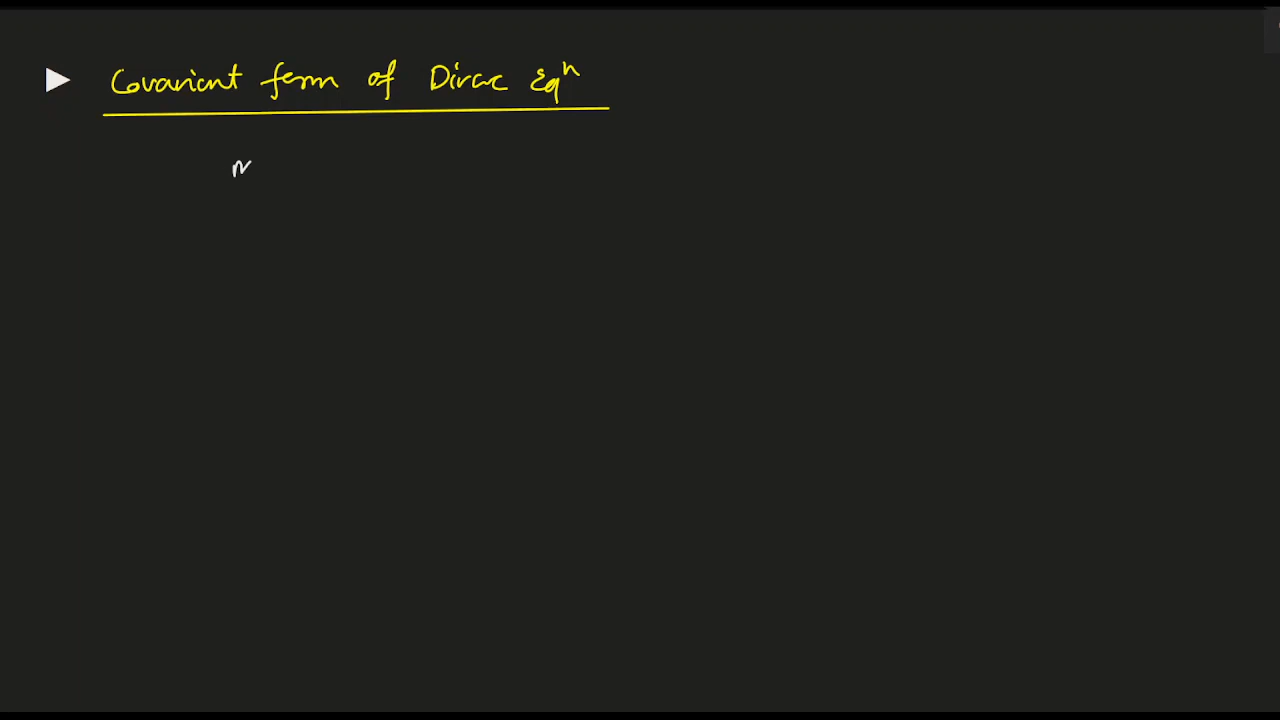 Covariant form of Dirac Eqⁿ